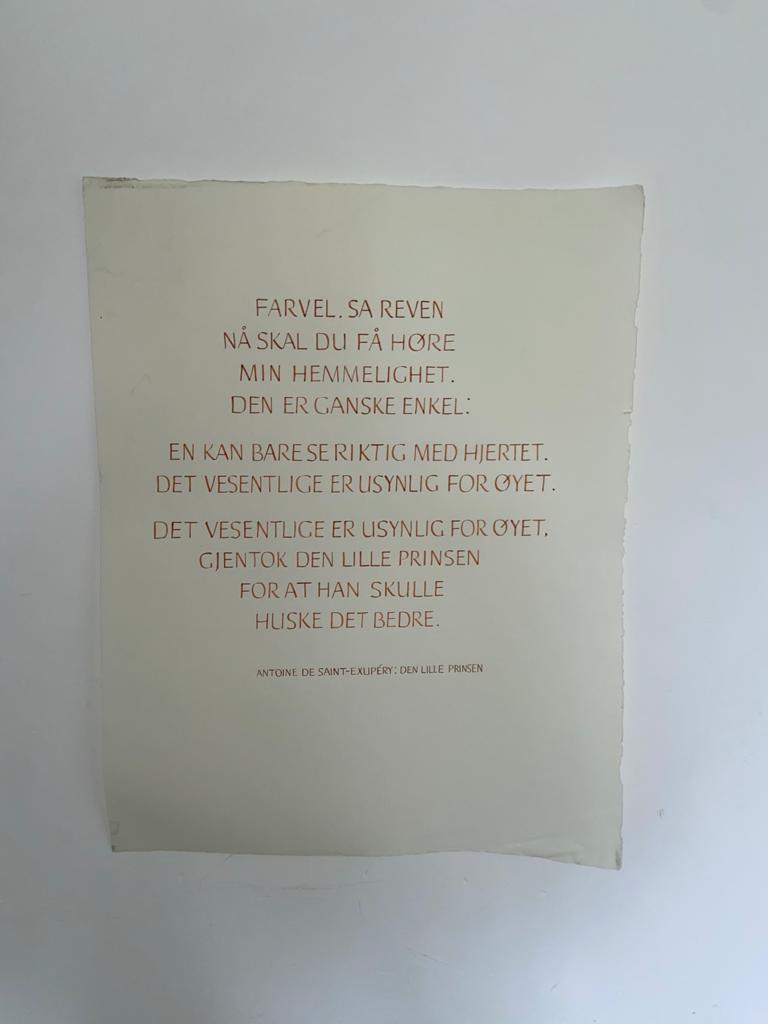 FARVEL. SA REVEN
NÅ SKAL DU FÅ HØRE
MIN HEMMELIGHET.
DEN ER GANSKE ENKEL:
EN KAN BARE SE RIKTIG MED HJERTET.
DET VESENTLIGE ER USYNLIG FOR ØYET.
DET VESENTLIGE ER USYNLIG FOR ØYET,
GJENTOK DEN LILLE PRINSEN
FOR AT HAN SKULLE
HUSKE DET BEDRE.
ANTOINE DE SAINT-EXUPÉRY: DEN LILLE PRINSEN